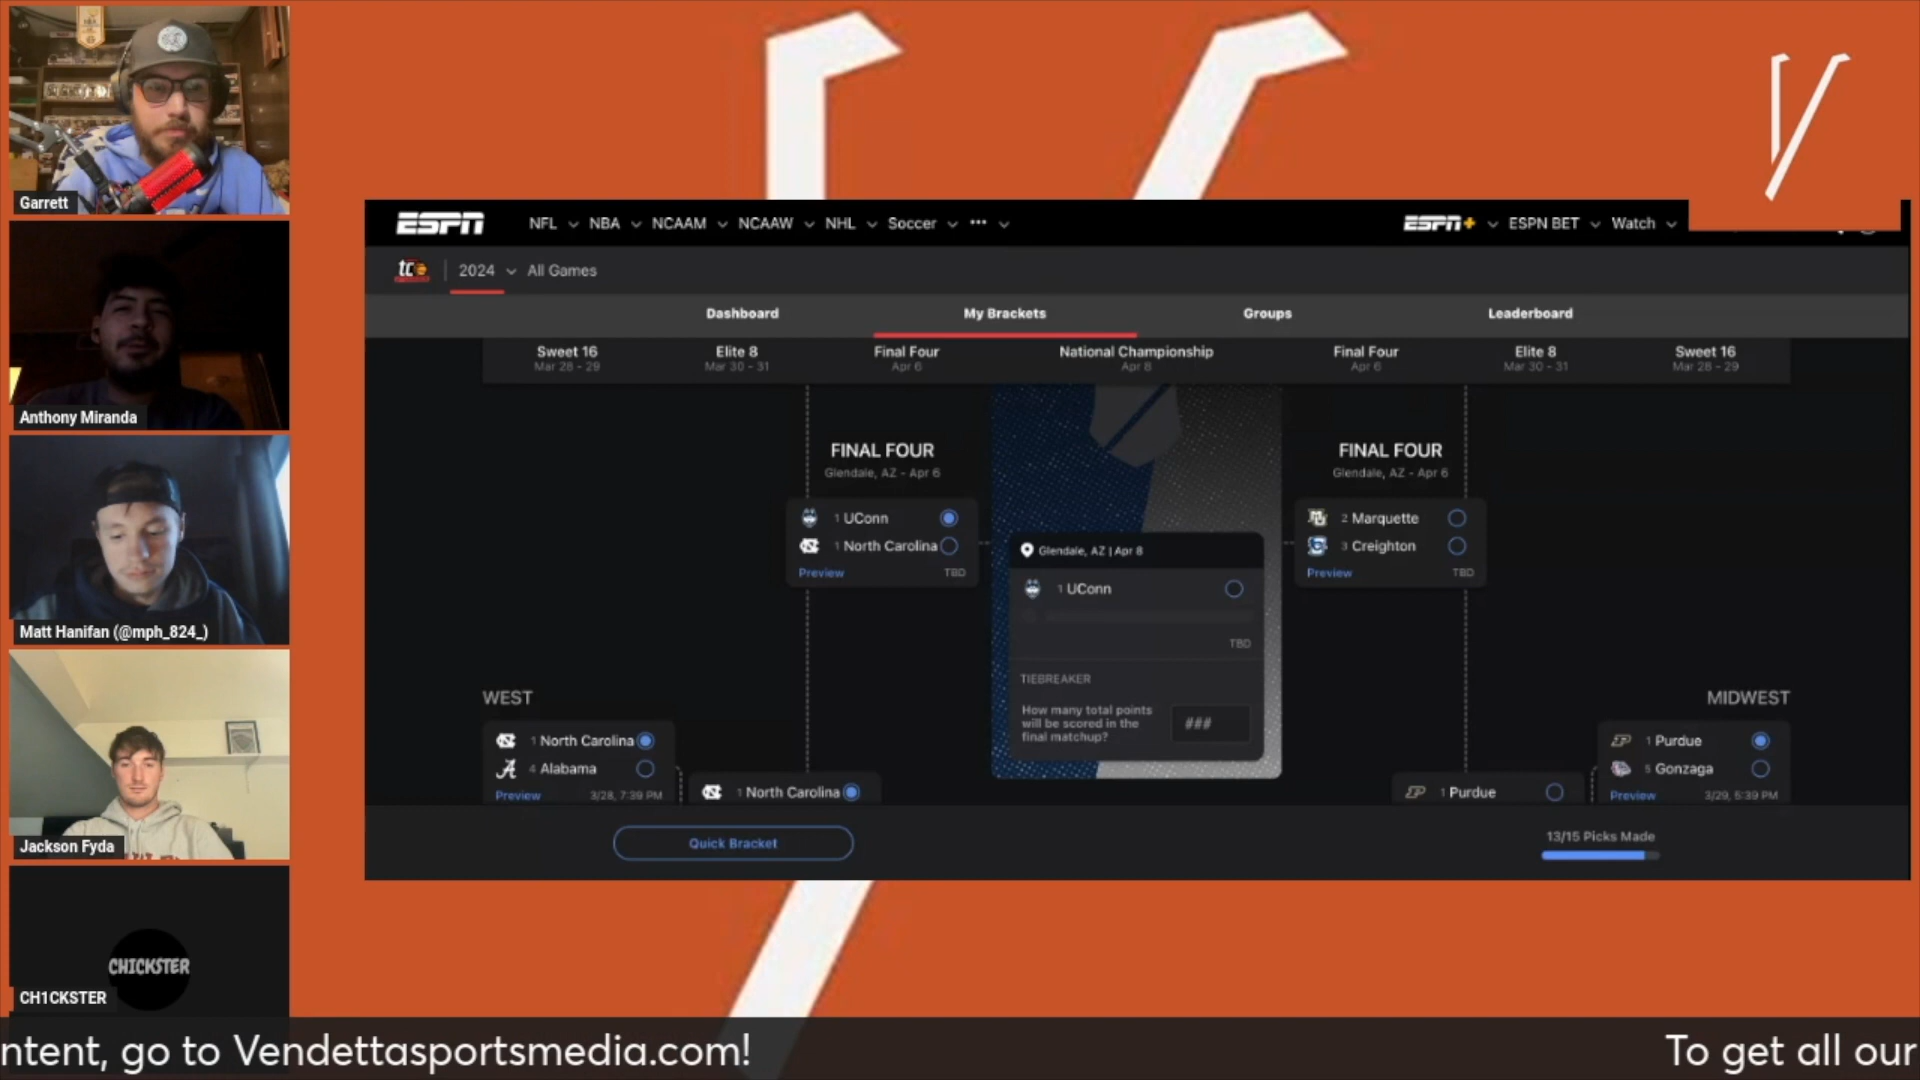 Garrett
Anthony Miranda
Matt Hanifan (@mph_824_)
Jackson Fyda
CHICKSTER
CH1CKSTER
ESPN
NFL NBA NCAAM NCAAW NHL Soccer ...
ESPN+ ESPN BET Watch
tc 2024 All Games
Dashboard My Brackets Groups Leaderboard
Sweet 16 Elite 8 Final Four National Championship Final Four Elite 8 Sweet 16
Mar 28 - 29 Mar 30 - 31 Apr 6 Apr 8 Apr 6 Mar 30 - 31 Mar 28 - 29
FINAL FOUR
Glendale, AZ - Apr 6
1 UConn
1 North Carolina
Preview TBD
Glendale, AZ | Apr 8
1 UConn
TBD
TIEBREAKER
How many total points
will be scored in the
final matchup?
###
FINAL FOUR
Glendale, AZ - Apr 6
2 Marquette
3 Creighton
Preview TBD
WEST
1 North Carolina
4 Alabama
Preview 3/28, 7:39 PM
1 North Carolina
1 Purdue
MIDWEST
1 Purdue
5 Gonzaga
Preview 3/29, 5:39 PM
Quick Bracket
13/15 Picks Made
ntent, go to Vendettasportsmedia.com! To get all our